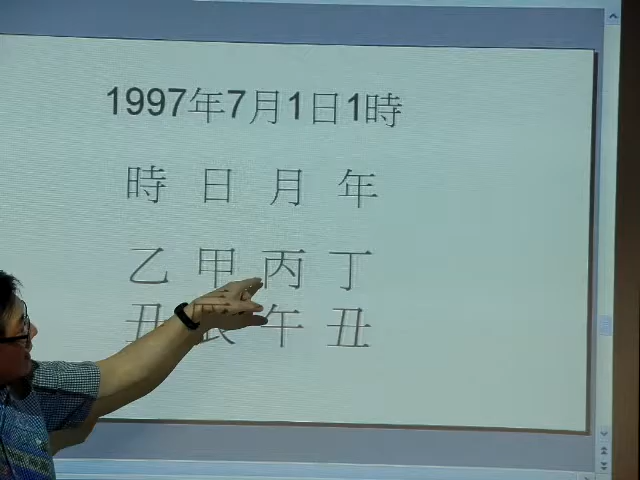 1997年7月1日1時
時 日 月 年
乙 甲 丙 丁
丑 午 丑